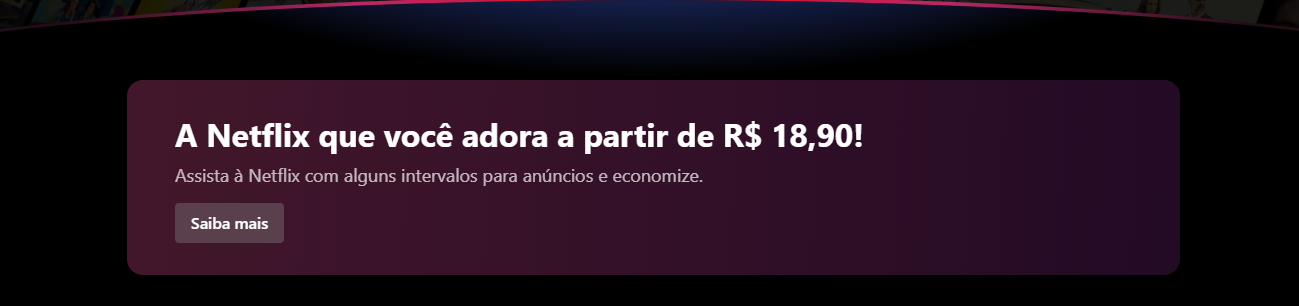 A Netflix que você adora a partir de R$ 18,90!
Assista à Netflix com alguns intervalos para anúncios e economize.
Saiba mais